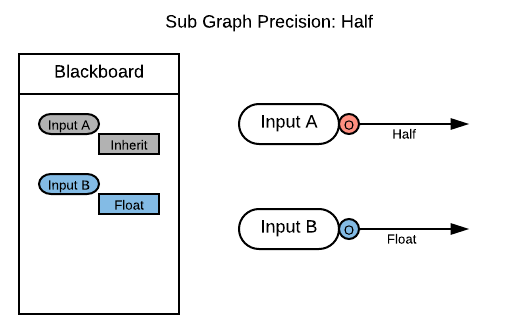 Sub Graph Precision: Half
Blackboard
Input A
Inherit
Input B
Float
Input A
O
Half
Input B
O
Float